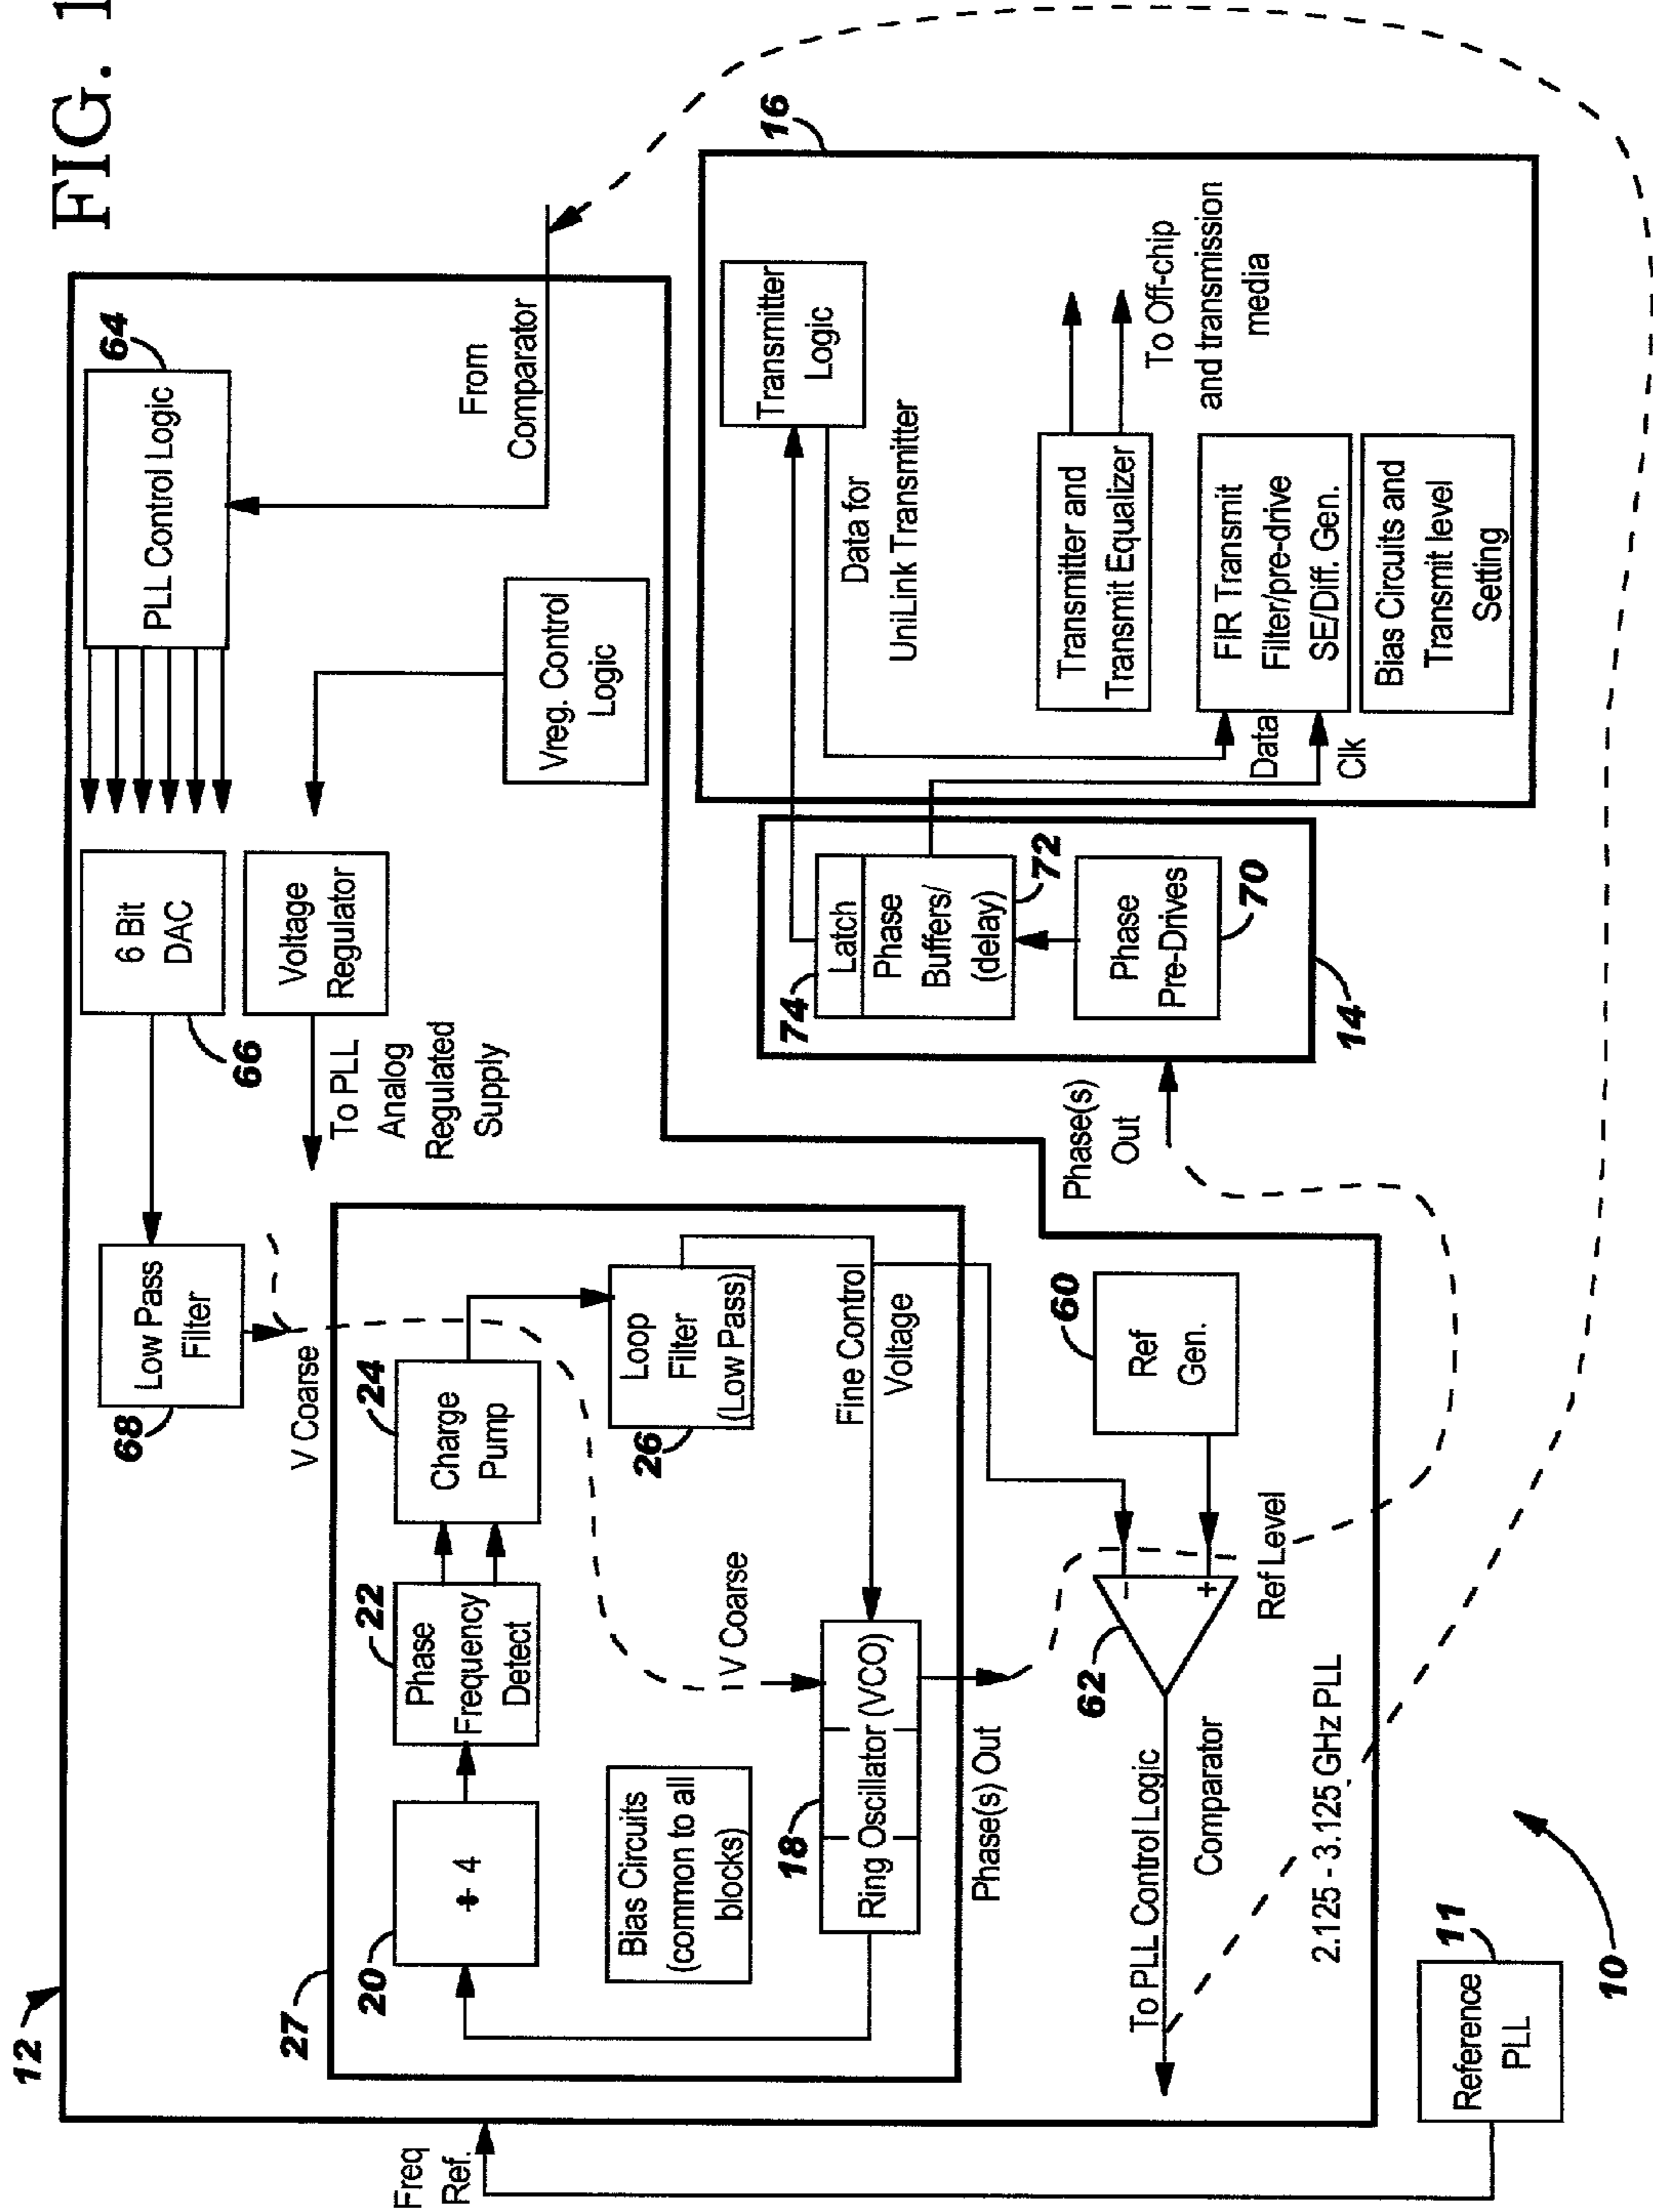 FIG. 1
12
27
20
÷ 4
22
Phase
Frequency
Detect
24
Charge
Pump
68
Low Pass
Filter
V Coarse
66
6 Bit
DAC
Voltage
Regulator
To PLL
Analog
Regulated
Supply
64
PLL Control Logic
Vreg. Control
Logic
From
Comparator
26
Loop
Filter
(Low Pass)
Bias Circuits
(common to all
blocks)
V Coarse
Fine Control
Voltage
18
Ring Oscillator (VCO)
Phase(s) Out
60
Ref
Gen.
Ref Level
62
-
+
To PLL Control Logic
Comparator
2.125 - 3.125 GHz PLL
Freq
Ref.
Reference
PLL
11
10
Phase(s)
Out
74
Latch
Phase
Buffers/
(delay)
72
Phase
Pre-Drives
70
14
16
Transmitter
Logic
Data for
UniLink Transmitter
Transmitter and
Transmit Equalizer
To Off-chip
and transmission
media
Data
Clk
FIR Transmit
Filter/pre-drive
SE/Diff. Gen.
Bias Circuits and
Transmit level
Setting